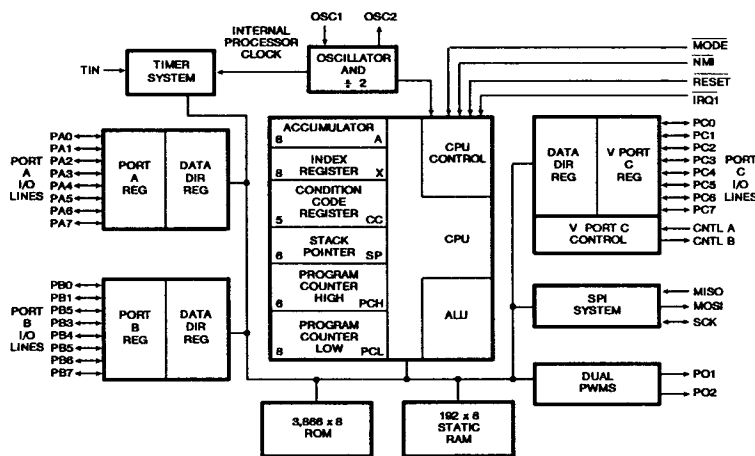 OSC1 OSC2
INTERNAL
PROCESSOR
CLOCK
TIN
TIMER
SYSTEM
OSCILLATOR
AND
÷ 2
MODE
NMI
RESET
IRQ1
PORT
A
I/O
LINES
PA0
PA1
PA2
PA3
PA4
PA5
PA6
PA7
PORT
A
REG
DATA
DIR
REG
PORT
B
I/O
LINES
PB0
PB1
PB5
PB3
PB4
PB5
PB6
PB7
PORT
B
REG
DATA
DIR
REG
ACCUMULATOR
8 A
INDEX
REGISTER
8 X
CONDITION
CODE
REGISTER
5 CC
STACK
POINTER
6 SP
PROGRAM
COUNTER
HIGH
6 PCH
PROGRAM
COUNTER
LOW
8 PCL
CPU
CONTROL
CPU
ALU
DATA
DIR
REG
V PORT
C
REG
V PORT C
CONTROL
PC0
PC1
PC2
PC3
PC4
PC5
PC6
PC7
PORT
C
I/O
LINES
CNTL A
CNTL B
SPI
SYSTEM
MISO
MOSI
SCK
DUAL
PWMS
PO1
PO2
3,866 x 8
ROM
192 x 8
STATIC
RAM